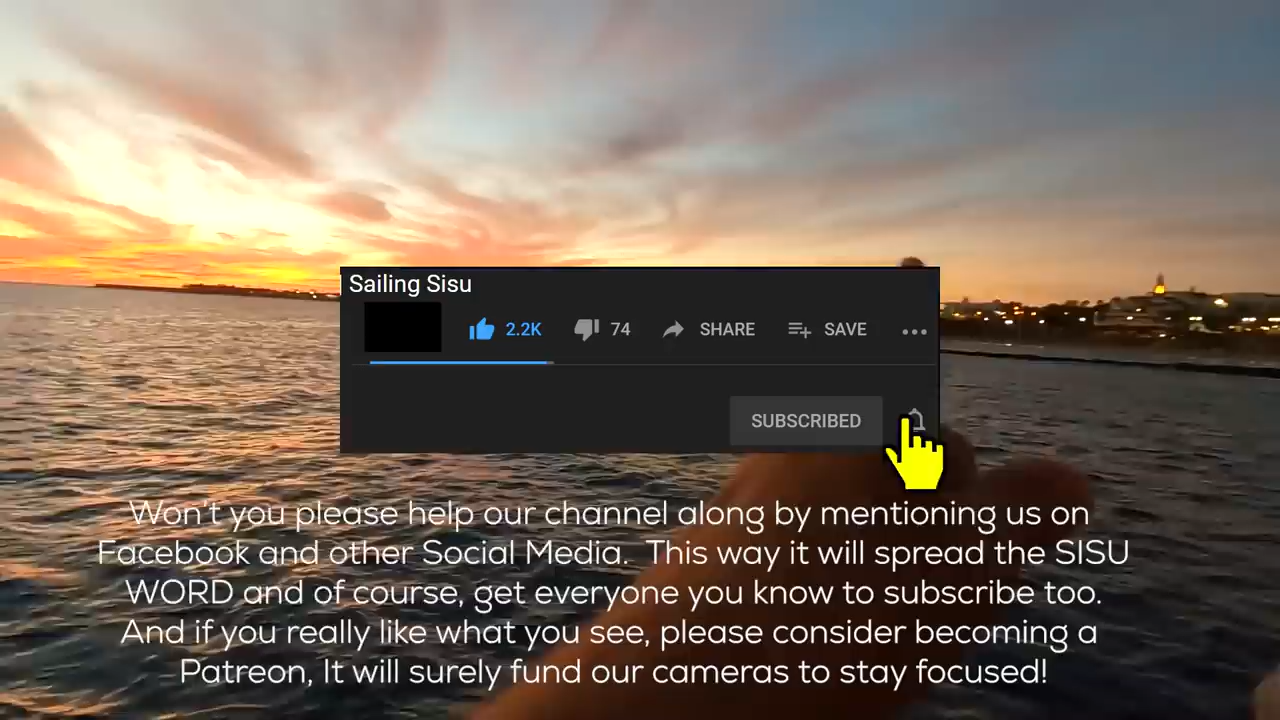 Sailing Sisu
2.2K 74 SHARE SAVE
SUBSCRIBED
Won't you please help our channel along by mentioning us on
Facebook and other Social Media.  This way it will spread the SISU
WORD and of course, get everyone you know to subscribe too.
And if you really like what you see, please consider becoming a
Patreon, It will surely fund our cameras to stay focused!